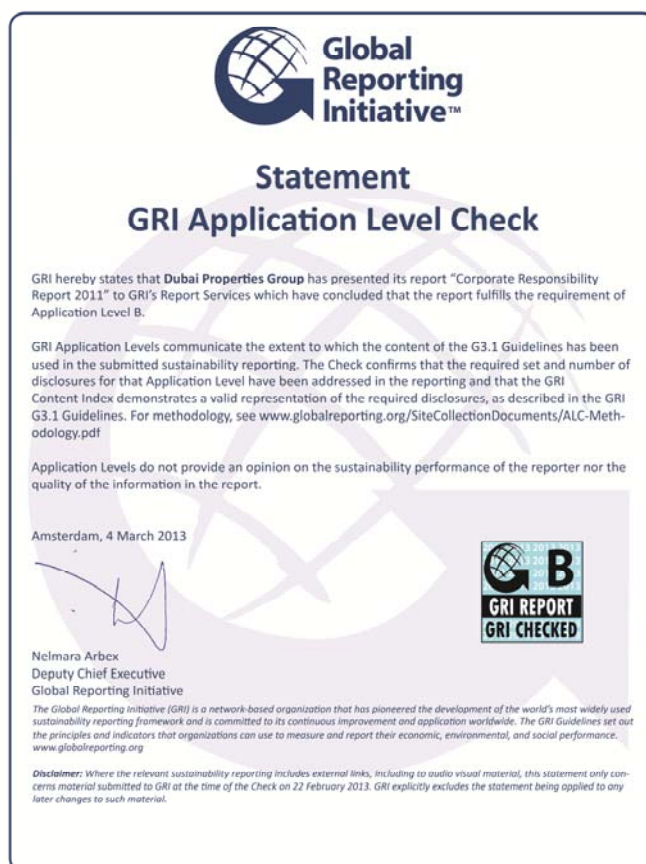 Global
Reporting
Initiative™
Statement
GRI Application Level Check
GRI hereby states that Dubai Properties Group has presented its report “Corporate Responsibility
Report 2011” to GRI’s Report Services which have concluded that the report fulfills the requirement of
Application Level B.
GRI Application Levels communicate the extent to which the content of the G3.1 Guidelines has been
used in the submitted sustainability reporting. The Check confirms that the required set and number of
disclosures for that Application Level have been addressed in the reporting and that the GRI
Content Index demonstrates a valid representation of the required disclosures, as described in the GRI
G3.1 Guidelines. For methodology, see www.globalreporting.org/SiteCollectionDocuments/ALC-Meth-
odology.pdf
Application Levels do not provide an opinion on the sustainability performance of the reporter nor the
quality of the information in the report.
Amsterdam, 4 March 2013
B
GRI REPORT
GRI CHECKED
Nelmara Arbex
Deputy Chief Executive
Global Reporting Initiative
The Global Reporting Initiative (GRI) is a network-based organization that has pioneered the development of the world’s most widely used
sustainability reporting framework and is committed to its continuous improvement and application worldwide. The GRI Guidelines set out
the principles and indicators that organizations can use to measure and report their economic, environmental, and social performance.
www.globalreporting.org
Disclaimer: Where the relevant sustainability reporting includes external links, including to audio visual material, this statement only con-
cerns material submitted to GRI at the time of the Check on 22 February 2013. GRI explicitly excludes the statement being applied to any
later changes to such material.